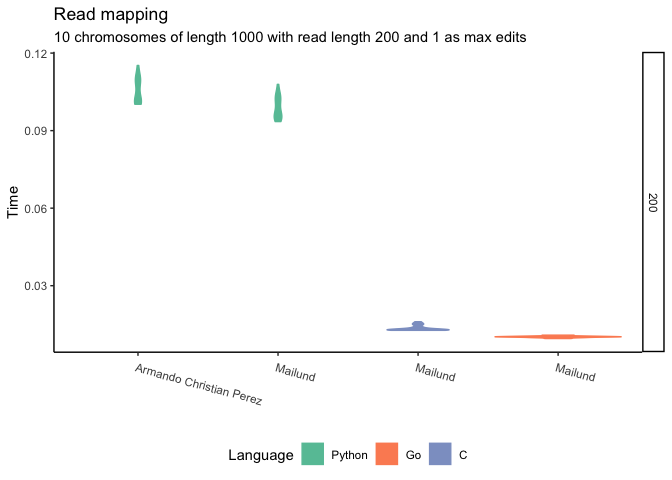 Read mapping
10 chromosomes of length 1000 with read length 200 and 1 as max edits
0.12
0.09
0.06
0.03
Time
200
Armando Christian Perez
Mailund
Mailund
Mailund
Language Python Go C